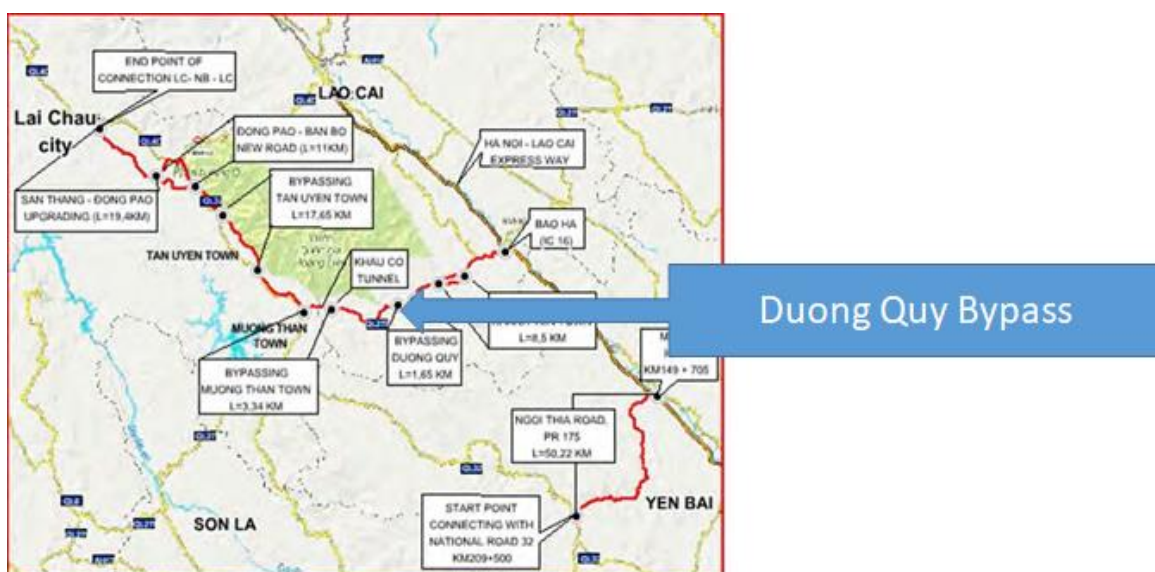 END POINT OF
CONNECTION LC- NB - LC
LAO CAI
Lai Chau
city
ĐONG PAO - BAN BO
NEW ROAD (L=11KM)
HA NOI - LAO CAI
EXPRESS WAY
BYPASSING
TAN UYEN TOWN
L=17,65 KM
SAN THANG - ĐONG PAO
UPGRADING (L=19,4KM)
BAO HA
(IC 16)
TAN UYEN TOWN
KHAU CO
TUNNEL
Duong Quy Bypass
MUONG THAN
TOWN
BYPASSING
DUONG QUY
L=1,65 KM
L=8,5 KM
KM149 + 705
BYPASSING
MUONG THAN TOWN
L=3,34 KM
NGOI THIA ROAD,
PR 175
L=50,22 KM
YEN BAI
SON LA
START POINT
CONNECTING WITH
NATIONAL ROAD 32
KM209+500